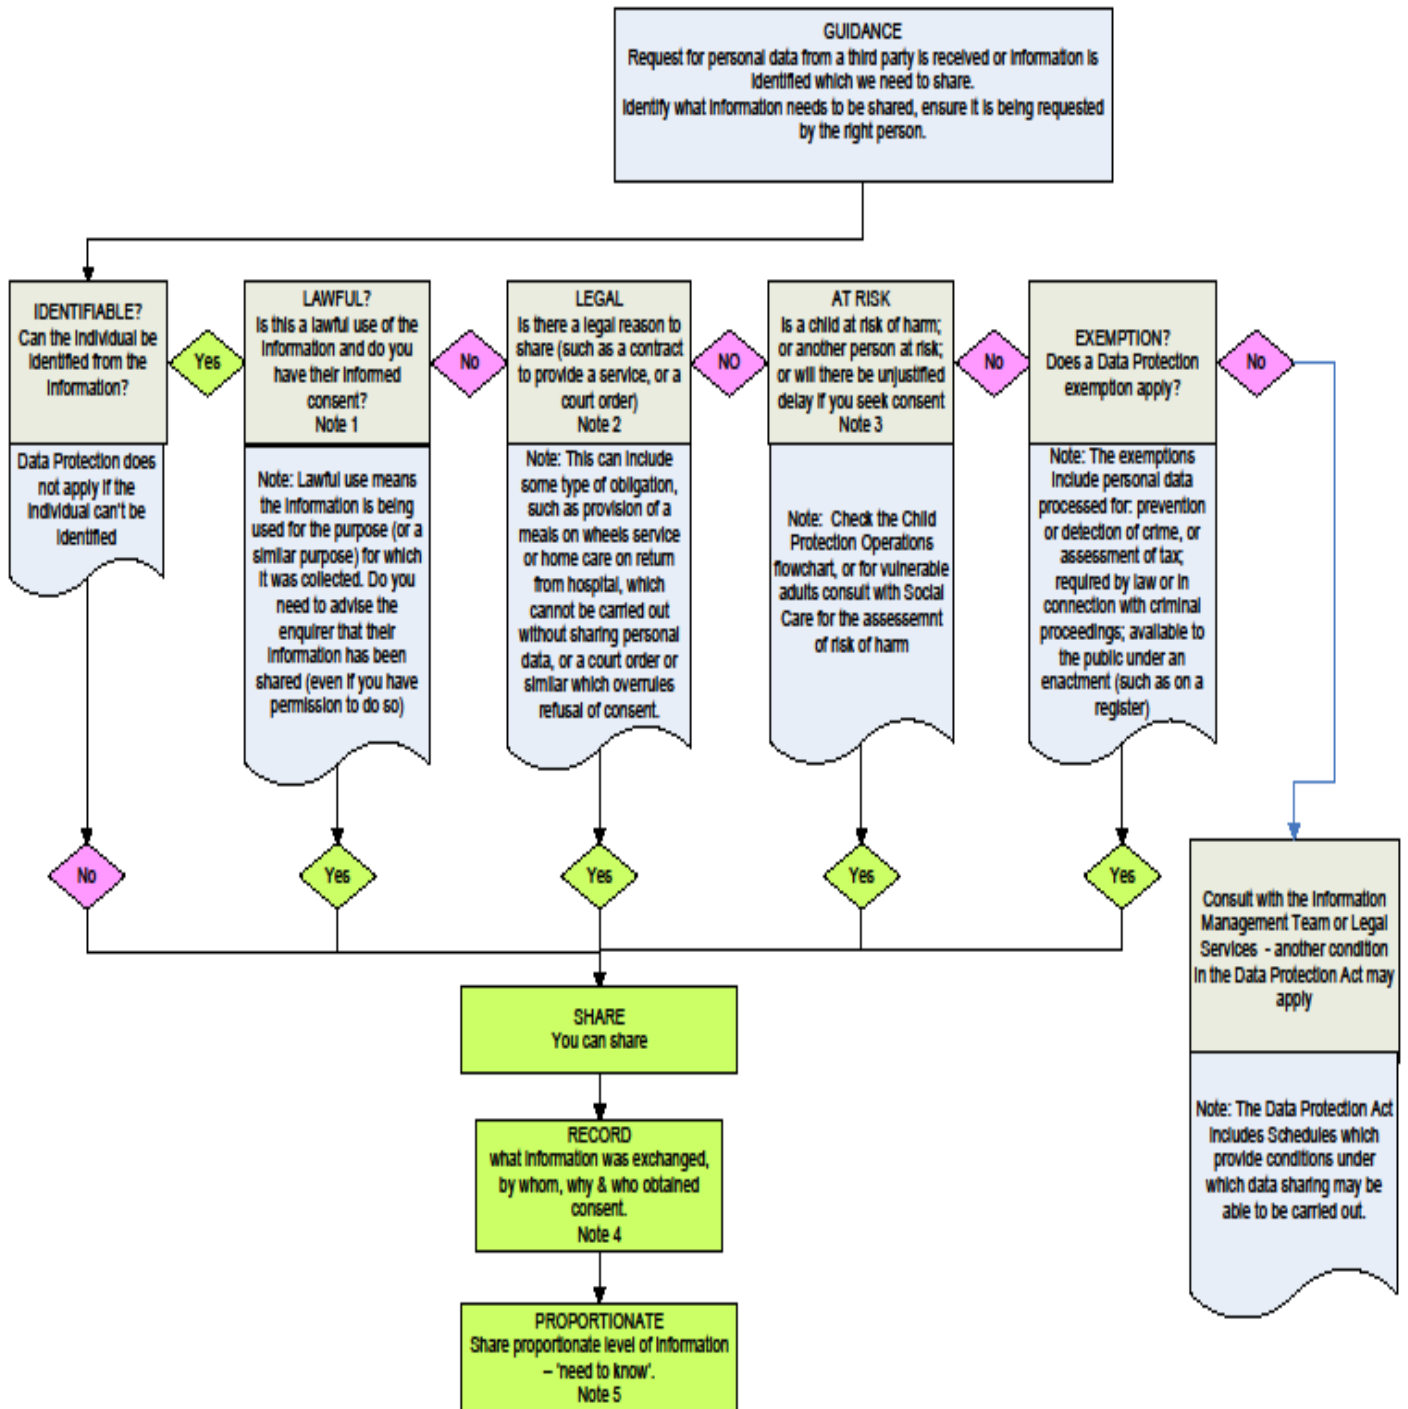 GUIDANCE
Request for personal data from a third party is received or information is
identified which we need to share.
Identify what information needs to be shared, ensure it is being requested
by the right person.
IDENTIFIABLE?
Can the individual be
identified from the
information?
Yes
LAWFUL?
Is this a lawful use of the
information and do you
have their informed
consent?
Note 1
No
LEGAL
Is there a legal reason to
share (such as a contract
to provide a service, or a
court order)
Note 2
NO
AT RISK
Is a child at risk of harm;
or another person at risk;
or will there be unjustified
delay if you seek consent
Note 3
No
EXEMPTION?
Does a Data Protection
exemption apply?
No
Data Protection does
not apply if the
individual can't be
identified
Note: Lawful use means
the information is being
used for the purpose (or a
similar purpose) for which
it was collected. Do you
need to advise the
enquirer that their
information has been
shared (even if you have
permission to do so)
Note: This can include
some type of obligation,
such as provision of a
meals on wheels service
or home care on return
from hospital, which
cannot be carried out
without sharing personal
data, or a court order or
similar which overrules
refusal of consent.
Note: Check the Child
Protection Operations
flowchart, or for vulnerable
adults consult with Social
Care for the assessemnt
of risk of harm
Note: The exemptions
include personal data
processed for: prevention
or detection of crime, or
assessment of tax;
required by law or in
connection with criminal
proceedings; available to
the public under an
enactment (such as on a
register)
No
Yes
Yes
Yes
Yes
Consult with the Information
Management Team or Legal
Services - another condition
in the Data Protection Act may
apply
Note: The Data Protection Act
includes Schedules which
provide conditions under
which data sharing may be
able to be carried out.
SHARE
You can share
RECORD
what information was exchanged,
by whom, why & who obtained
consent.
Note 4
PROPORTIONATE
Share proportionate level of information
– 'need to know'.
Note 5